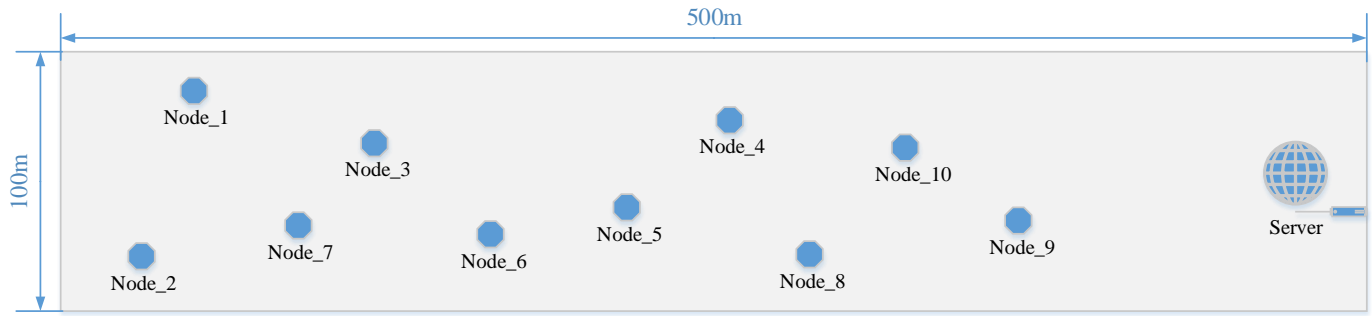 500m
100m
Node_1
Node_3
Node_4
Node_10
Node_7
Node_6
Node_5
Node_9
Server
Node_2
Node_8